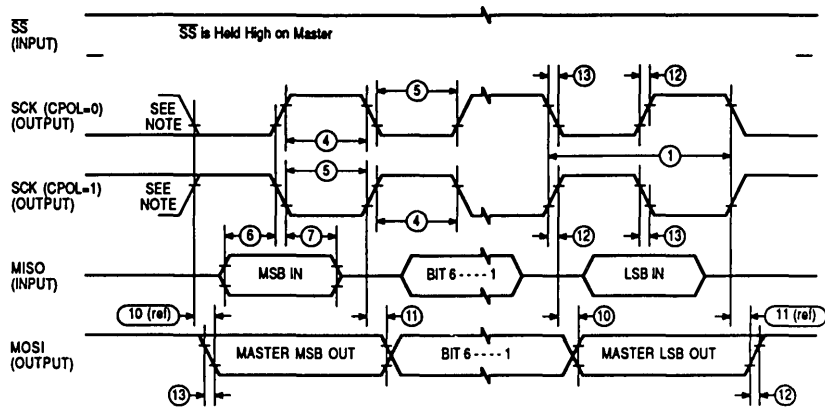 SS
(INPUT)
SS is Held High on Master
SCK (CPOL=0)
(OUTPUT)
SEE
NOTE
4
5
13
12
1
SCK (CPOL=1)
(OUTPUT)
SEE
NOTE
5
4
12
13
6
7
MISO
(INPUT)
MSB IN
BIT 6 - - - - 1
LSB IN
10 (ref)
11
10
11 (ref)
MOSI
(OUTPUT)
MASTER MSB OUT
BIT 6 - - - - 1
MASTER LSB OUT
13
12